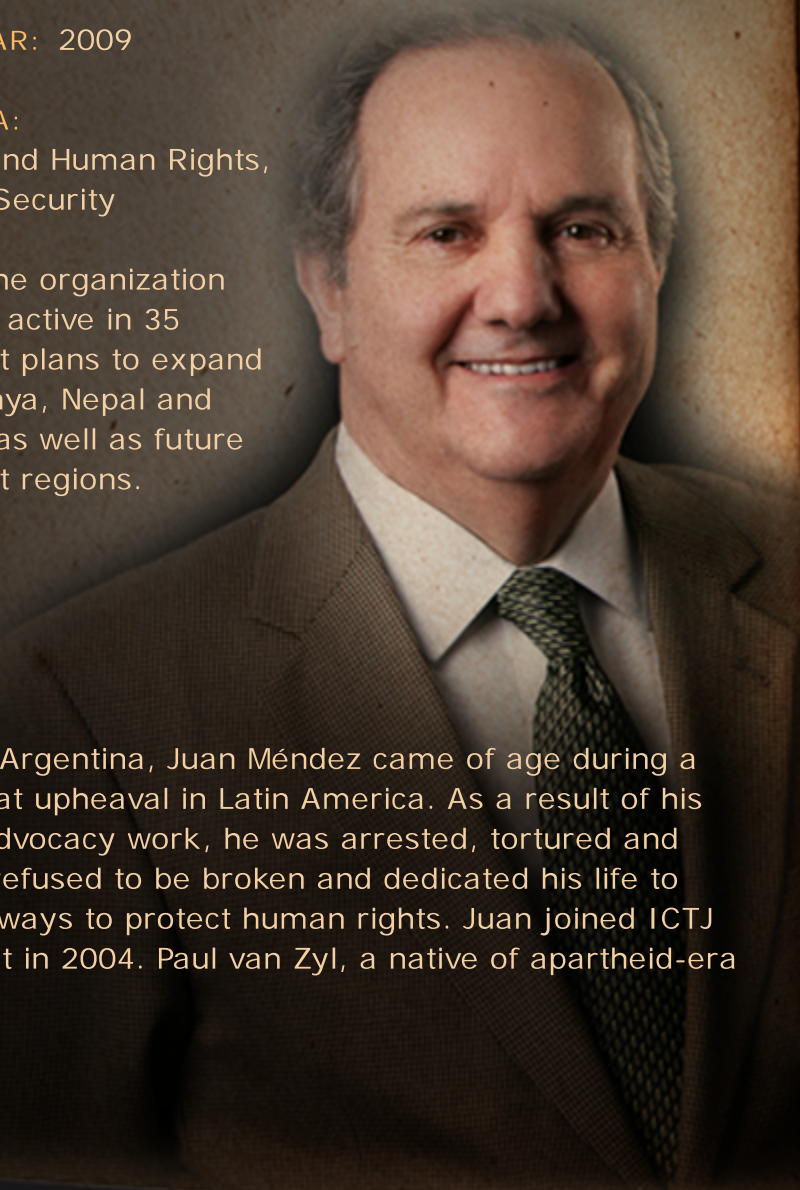 AR: 2009
A:
nd Human Rights,
Security
ne organization
active in 35
t plans to expand
nya, Nepal and
as well as future
t regions.
Argentina, Juan Méndez came of age during a
at upheaval in Latin America. As a result of his
dvocacy work, he was arrested, tortured and
refused to be broken and dedicated his life to
ways to protect human rights. Juan joined ICTJ
t in 2004. Paul van Zyl, a native of apartheid-era